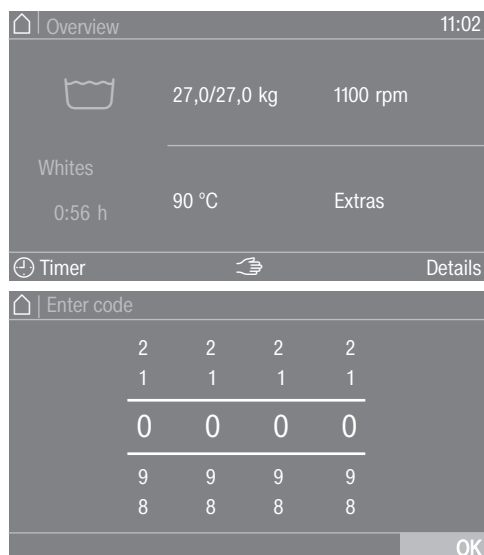 Overview 11:02
27,0/27,0 kg 1100 rpm
Whites
0:56 h
90 °C Extras
Timer Details
Enter code
2 2 2 2
1 1 1 1
0 0 0 0
9 9 9 9
8 8 8 8
OK